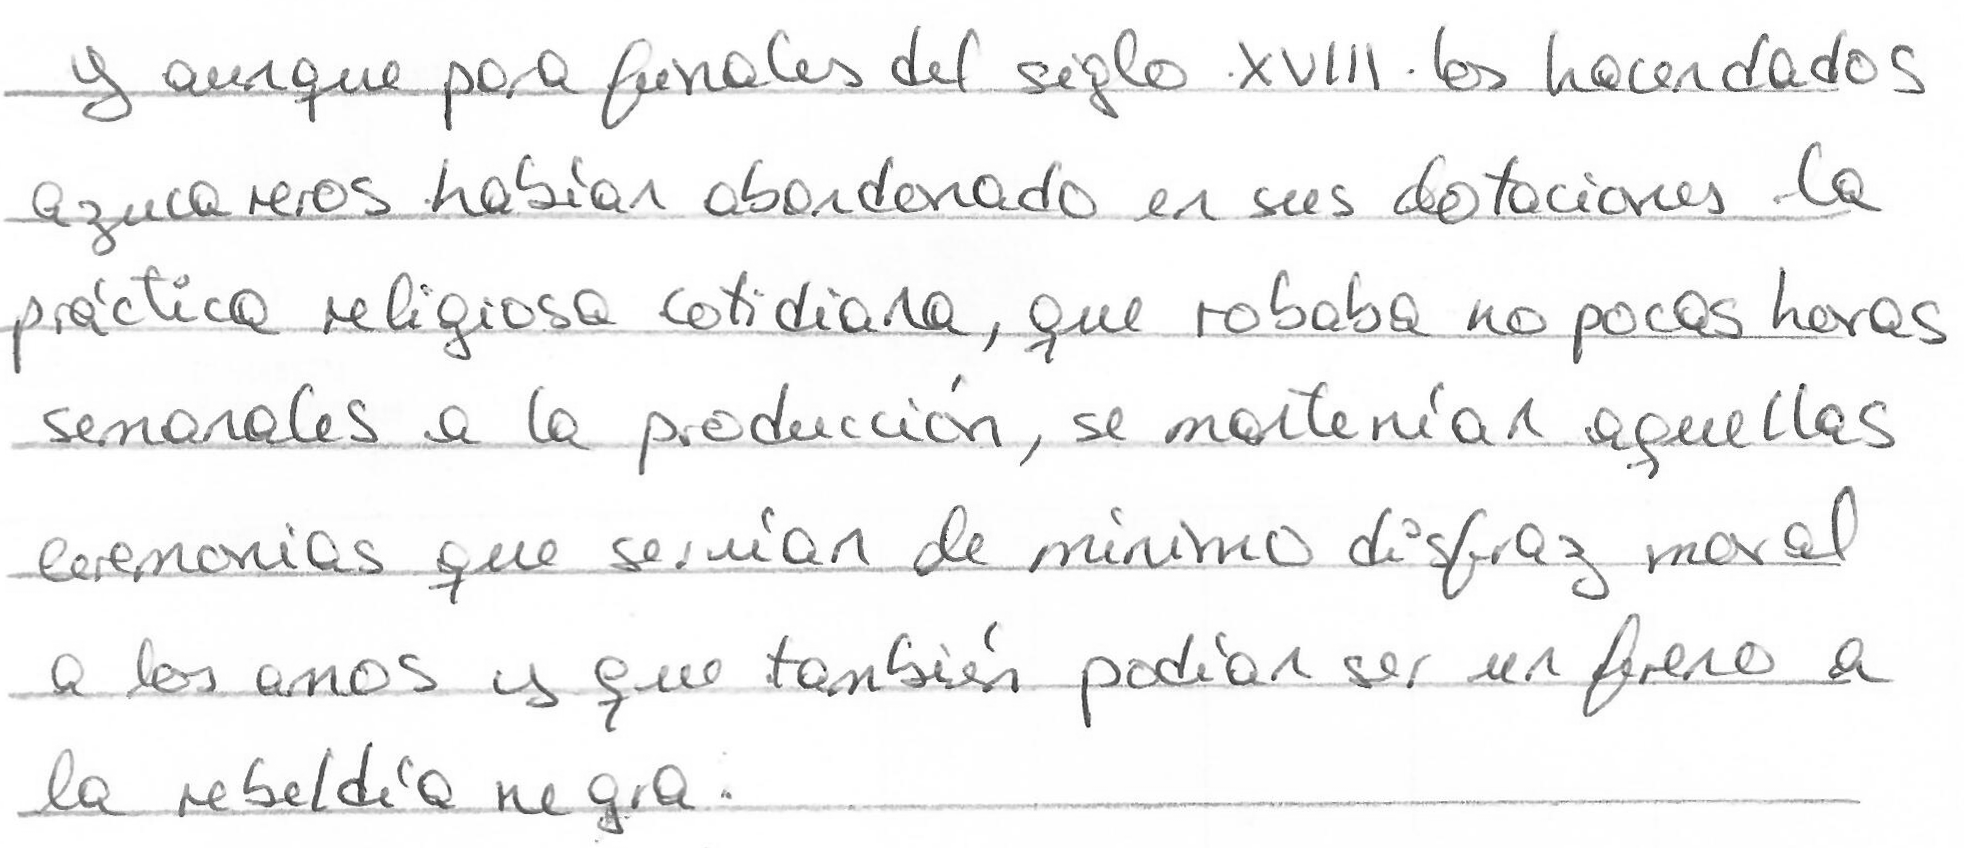 y aunque para finales del siglo XVIII los hacendados
azucareros habían abandonado en sus dotaciones la
práctica religiosa cotidiana, que robaba no pocas horas
semanales a la producción, se mantenían aquellas
ceremonias que servían de mínimo disfraz moral
a los amos y que también podían ser un freno a
la rebeldía negra.